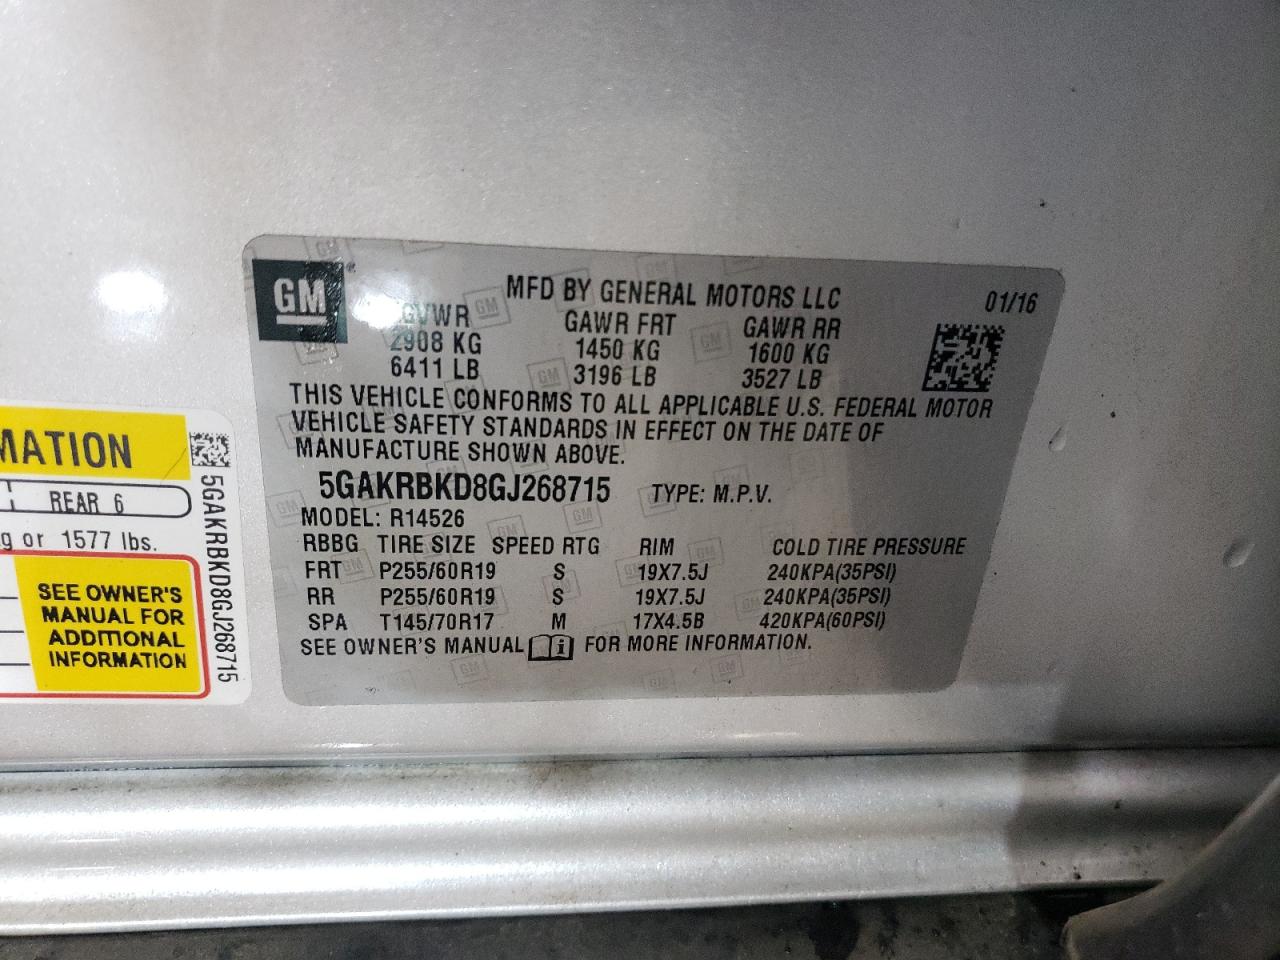 GM
MFD BY GENERAL MOTORS LLC 01/16
GVWR GAWR FRT GAWR RR
2908 KG 1450 KG 1600 KG
6411 LB 3196 LB 3527 LB
THIS VEHICLE CONFORMS TO ALL APPLICABLE U.S. FEDERAL MOTOR
VEHICLE SAFETY STANDARDS IN EFFECT ON THE DATE OF
MANUFACTURE SHOWN ABOVE.
5GAKRBKD8GJ268715 TYPE: M.P.V.
MODEL: R14526
RBBG TIRE SIZE SPEED RTG RIM COLD TIRE PRESSURE
FRT P255/60R19 S 19X7.5J 240KPA(35PSI)
RR P255/60R19 S 19X7.5J 240KPA(35PSI)
SPA T145/70R17 M 17X4.5B 420KPA(60PSI)
SEE OWNER'S MANUAL i FOR MORE INFORMATION.
MATION
REAR 6
g or 1577 lbs.
SEE OWNER'S
MANUAL FOR
ADDITIONAL
INFORMATION
5GAKRBKD8GJ268715